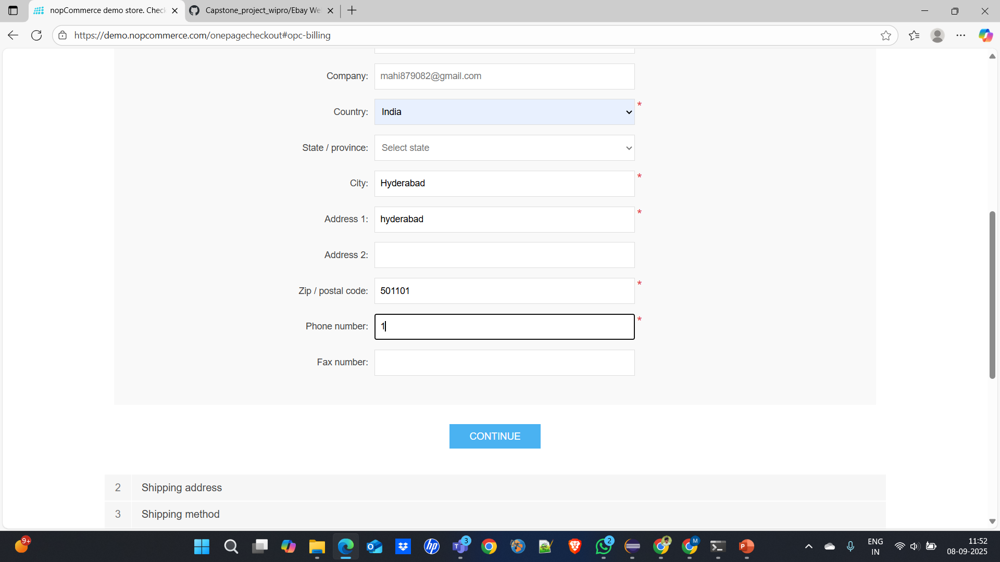 nopCommerce demo store. Chec
Capstone_project_wipro/Ebay We
https://demo.nopcommerce.com/onepagecheckout#opc-billing
Company: mahi879082@gmail.com
Country: India *
State / province: Select state
City: Hyderabad *
Address 1: hyderabad *
Address 2:
Zip / postal code: 501101 *
Phone number: 1 *
Fax number:
CONTINUE
2 Shipping address
3 Shipping method
9+
hp
3
2
M
ENG
IN
11:52
08-09-2025